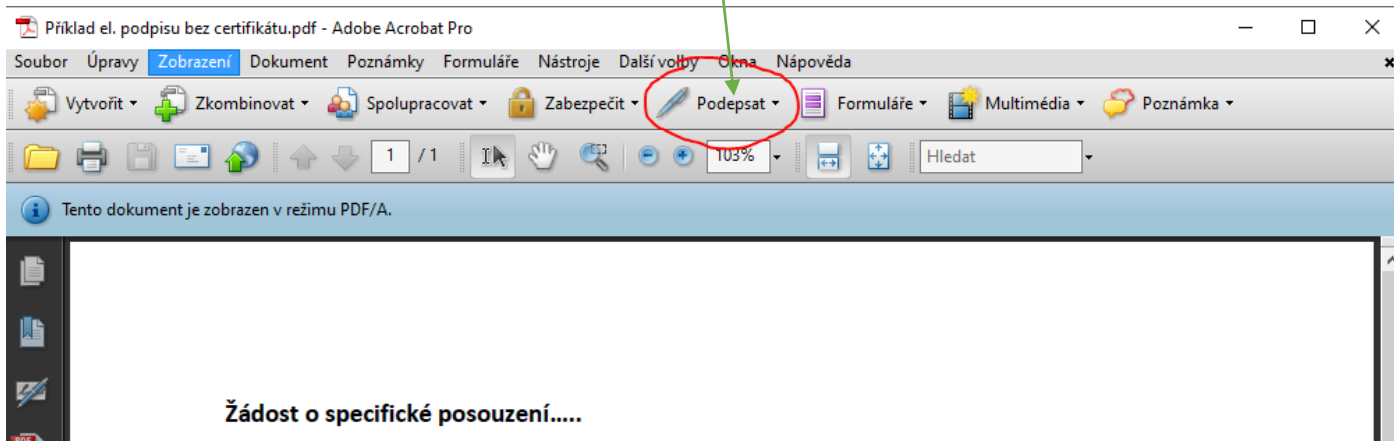 Příklad el. podpisu bez certifikátu.pdf - Adobe Acrobat Pro
Soubor Úpravy Zobrazení Dokument Poznámky Formuláře Nástroje Další volby Okna Nápověda
Vytvořit Zkombinovat Spolupracovat Zabezpečit Podepsat Formuláře Multimédia Poznámka
1 / 1 103% Hledat
Tento dokument je zobrazen v režimu PDF/A.
Žádost o specifické posouzení.....
PDF